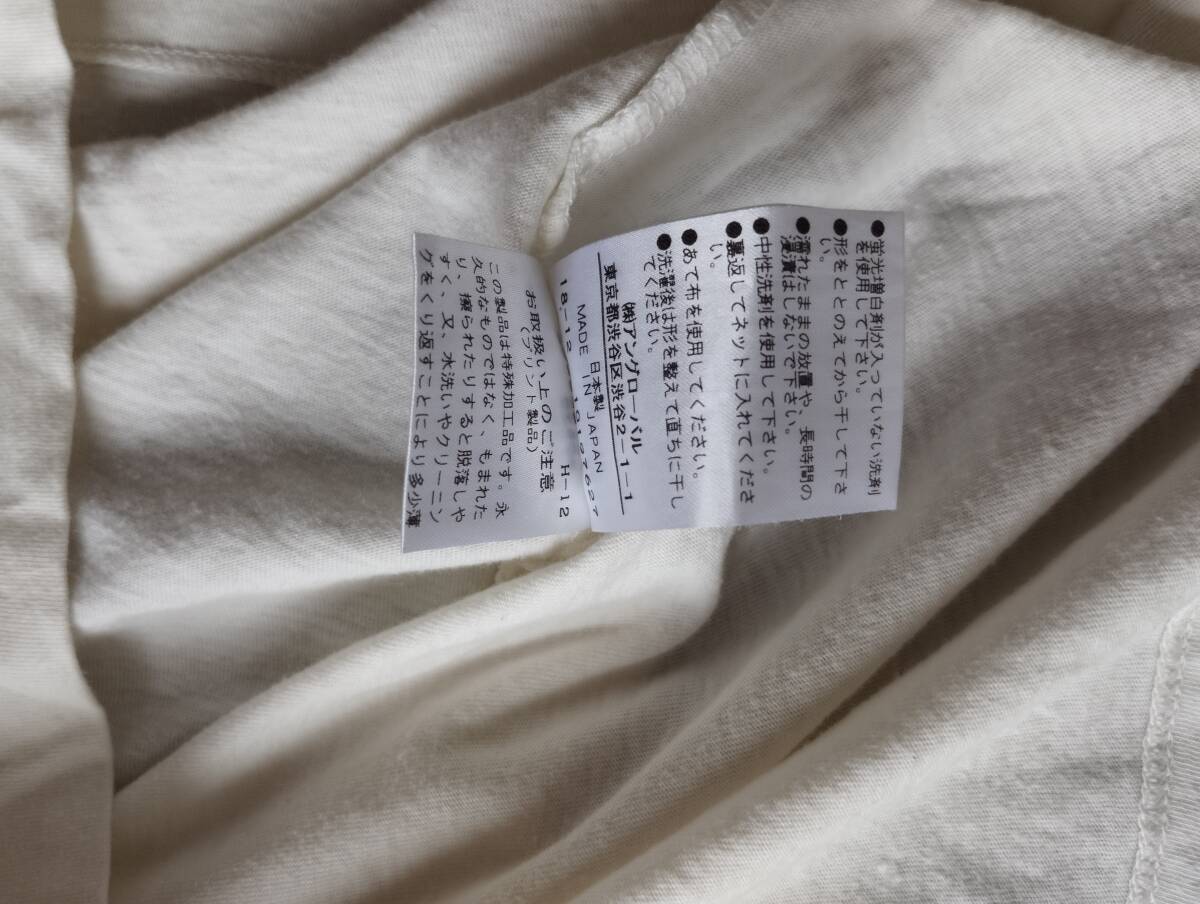 ●蛍光増白剤が入っていない洗剤
を使用して下さい。
●形をととのえてから干して下さ
い。
●濡れたままの放置や、長時間の
浸漬はしないで下さい。
●中性洗剤を使用して下さい。
●裏返してネットに入れてくださ
い。
●あて布を使用してください。
●洗濯後は形を整えて直ちに干し
てください。
㈱アングローバル
東京都渋谷区渋谷2-1-1
日本製
MADE IN JAPAN
18-12 H-12
お取扱い上のご注意
(プリント製品)
この製品は特殊加工品です。永
久的なものではなく、もまれた
り、擦られたりすると脱落しや
すく、又、水洗いやクリーニン
グをくり返すことにより多少薄